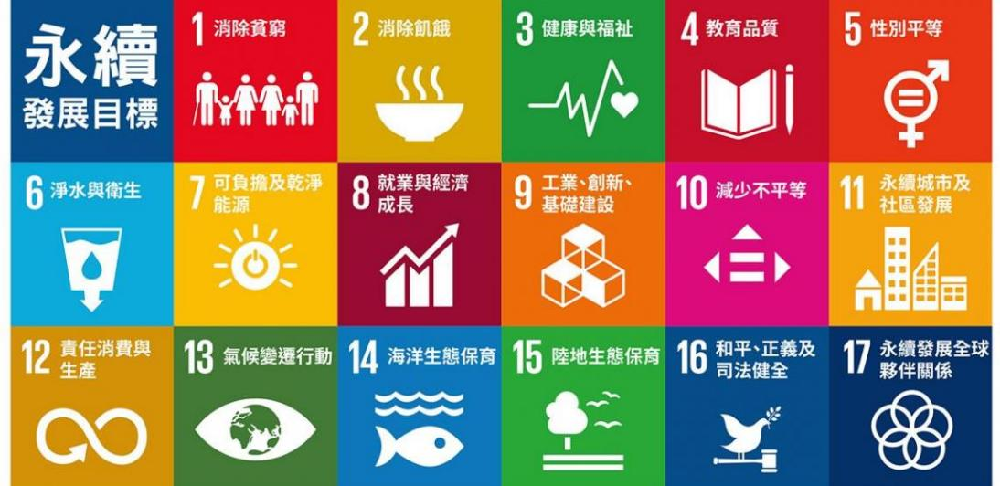 永續
發展目標
1 消除貧窮
2 消除飢餓
3 健康與福祉
4 教育品質
5 性別平等
6 淨水與衛生
7 可負擔及乾淨
能源
8 就業與經濟
成長
9 工業、創新、
基礎建設
10 減少不平等
11 永續城市及
社區發展
12 責任消費與
生產
13 氣候變遷行動
14 海洋生態保育
15 陸地生態保育
16 和平、正義及
司法健全
17 永續發展全球
夥伴關係